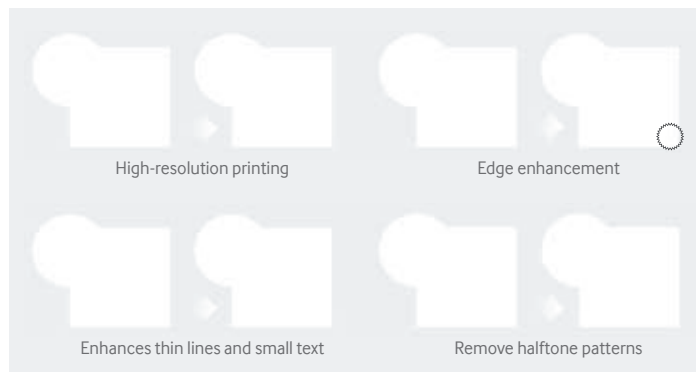 High-resolution printing
Edge enhancement
Enhances thin lines and small text
Remove halftone patterns